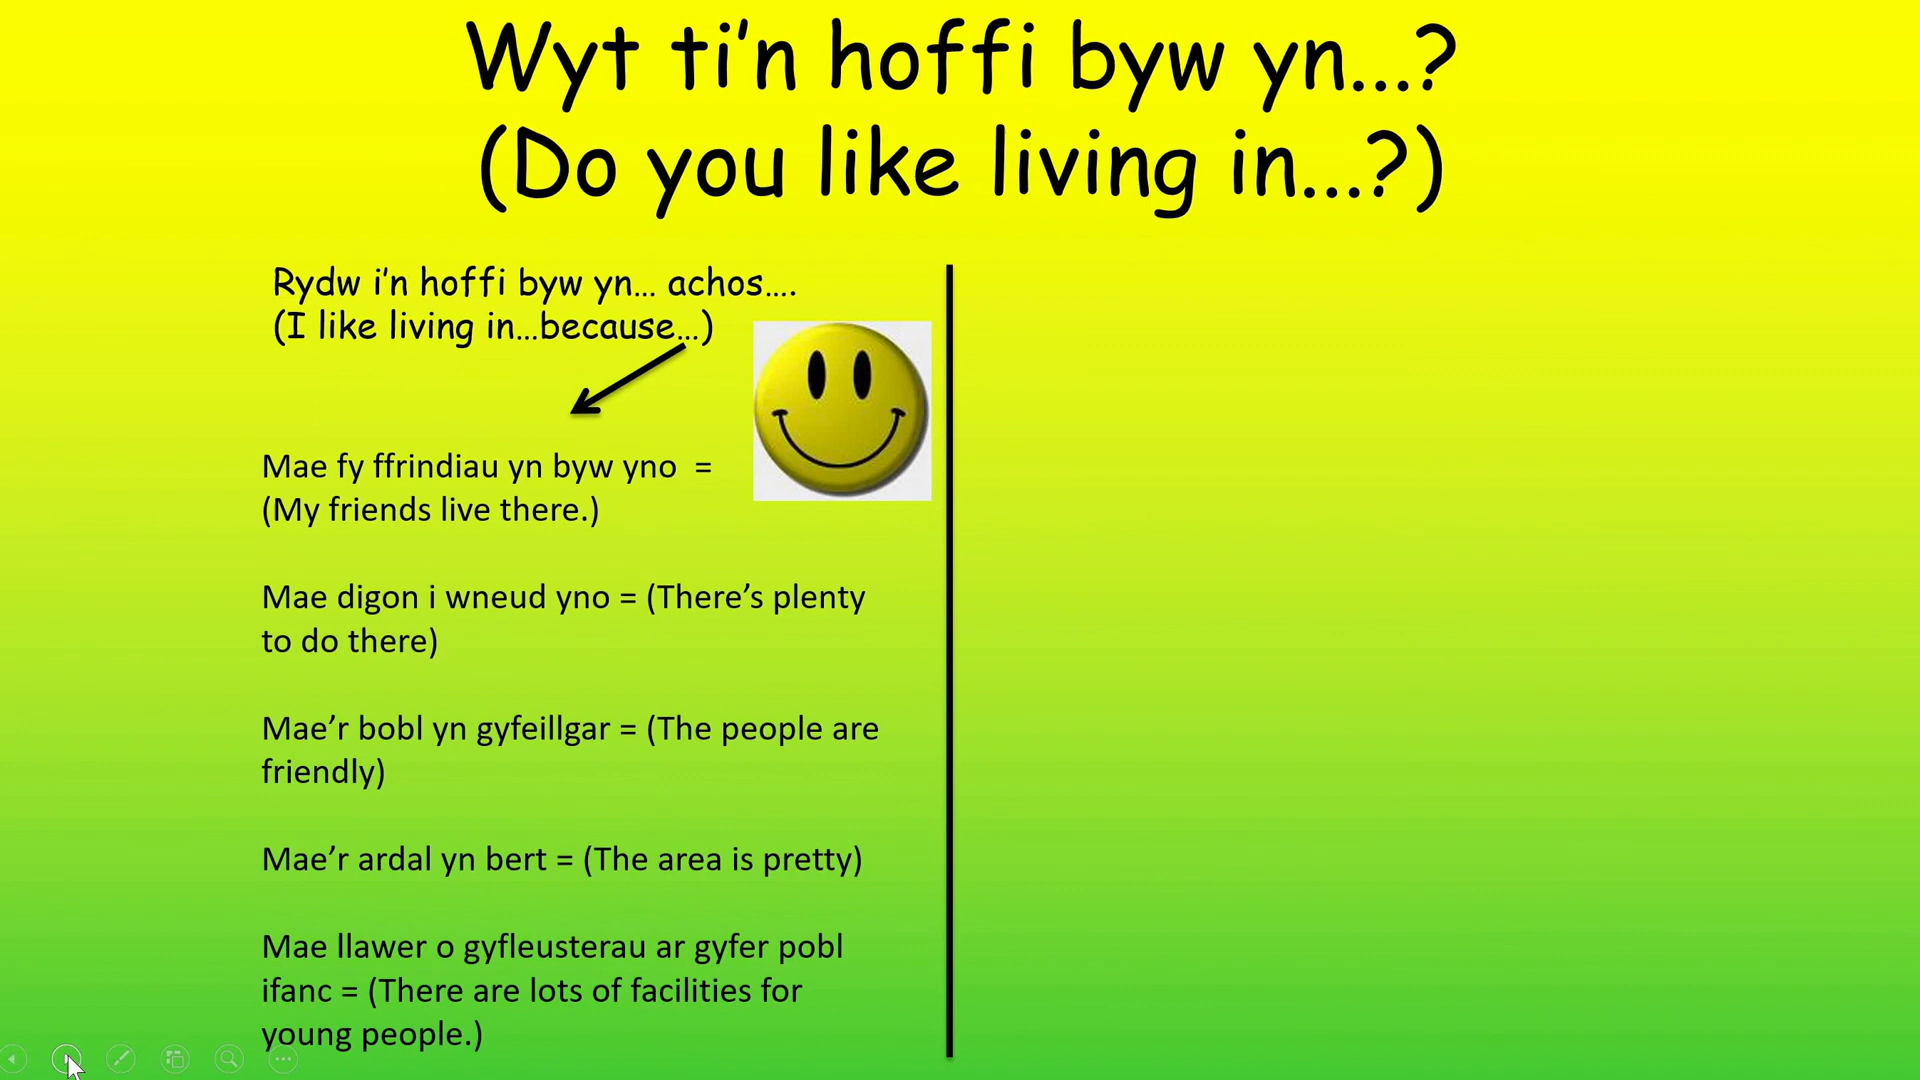 Wyt ti’n hoffi byw yn...?
(Do you like living in...?)
Rydw i’n hoffi byw yn… achos….
(I like living in…because…)
Mae fy ffrindiau yn byw yno =
(My friends live there.)
Mae digon i wneud yno = (There’s plenty
to do there)
Mae’r bobl yn gyfeillgar = (The people are
friendly)
Mae’r ardal yn bert = (The area is pretty)
Mae llawer o gyfleusterau ar gyfer pobl
ifanc = (There are lots of facilities for
young people.)